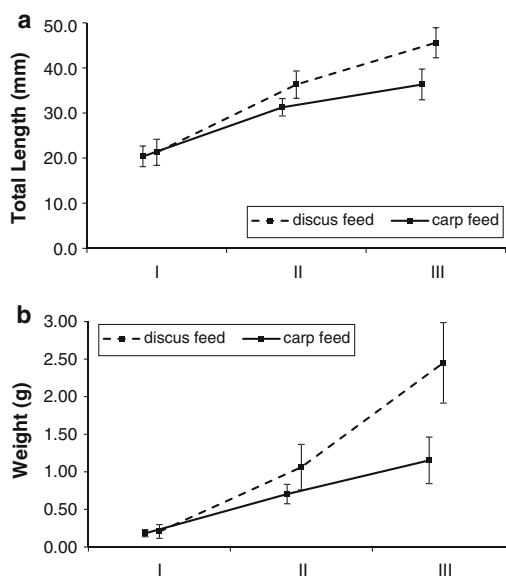 a
Total Length (mm)
50.0
40.0
30.0
20.0
10.0
0.0
discus feed
carp feed
I
II
III
b
Weight (g)
3.00
2.50
2.00
1.50
1.00
0.50
0.00
discus feed
carp feed
I
II
III